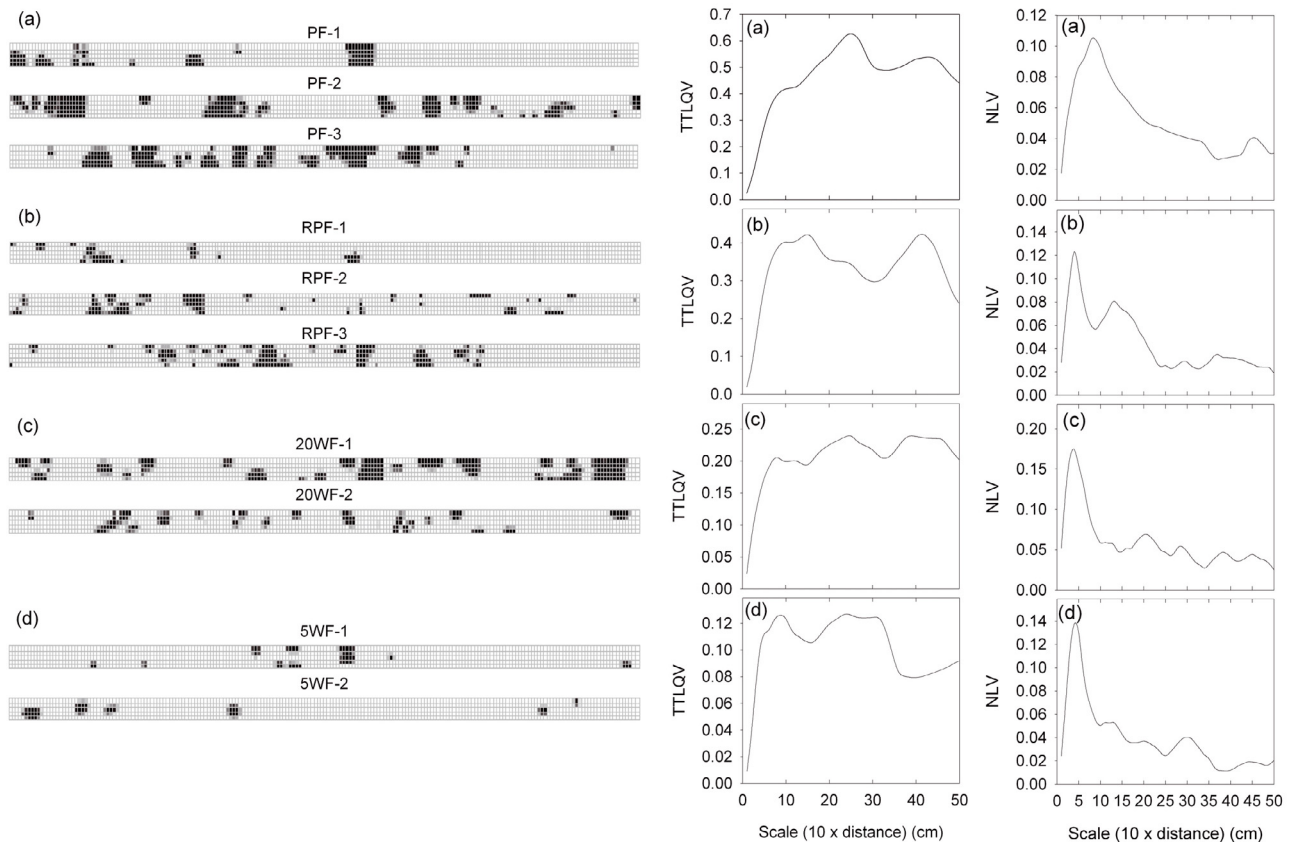 (a)
PF-1
PF-2
PF-3
(b)
RPF-1
RPF-2
RPF-3
(c)
20WF-1
20WF-2
(d)
5WF-1
5WF-2
(a)
TTLQV
0.7
0.6
0.5
0.4
0.3
0.2
0.1
0.0
(b)
TTLQV
0.4
0.3
0.2
0.1
0.0
(c)
TTLQV
0.25
0.20
0.15
0.10
0.05
0.00
(d)
TTLQV
0.12
0.10
0.08
0.06
0.04
0.02
0.00
0 10 20 30 40 50
Scale (10 x distance) (cm)
(a)
NLV
0.12
0.10
0.08
0.06
0.04
0.02
0.00
(b)
NLV
0.14
0.12
0.10
0.08
0.06
0.04
0.02
0.00
(c)
NLV
0.20
0.15
0.10
0.05
0.00
(d)
NLV
0.14
0.12
0.10
0.08
0.06
0.04
0.02
0.00
0 5 10 15 20 25 30 35 40 45 50
Scale (10 x distance) (cm)